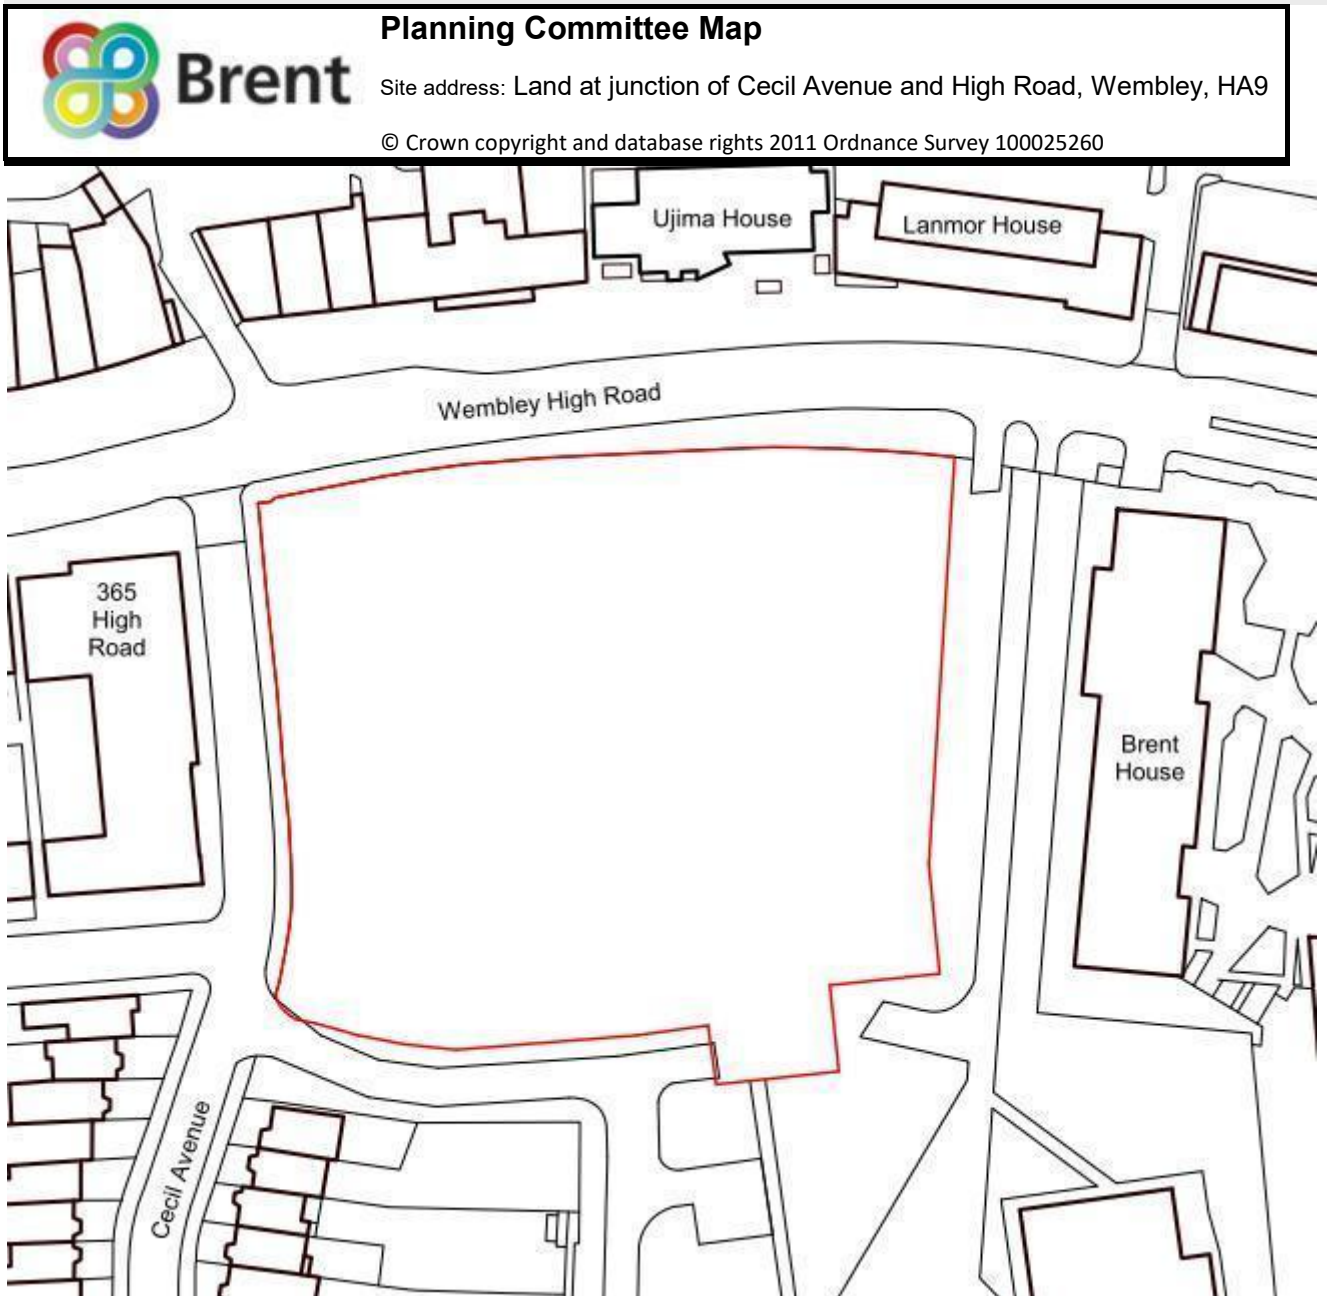 Brent
Planning Committee Map
Site address: Land at junction of Cecil Avenue and High Road, Wembley, HA9
© Crown copyright and database rights 2011 Ordnance Survey 100025260
Ujima House
Lanmor House
Wembley High Road
365
High
Road
Brent
House
Cecil Avenue